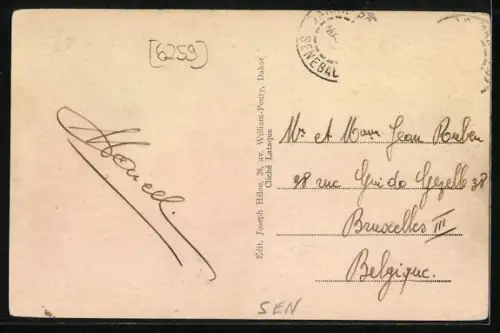 (6259)
SENEGAL
Marcel
Edit. Joseph Hélou, 26, av. William-Ponty, Dakar
Cliché Lataque
Mr et Mme Jean
28 rue Guido Gezelle 38
Bruxelles III
Belgique.
SEN